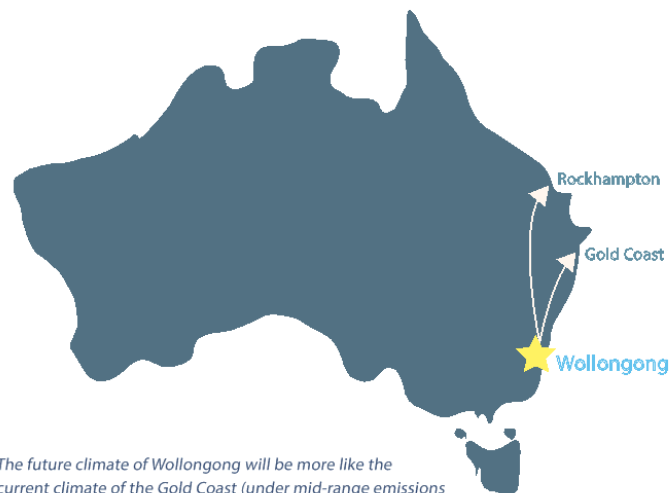 Rockhampton
Gold Coast
Wollongong
The future climate of Wollongong will be more like the
current climate of the Gold Coast (under mid-range emissions